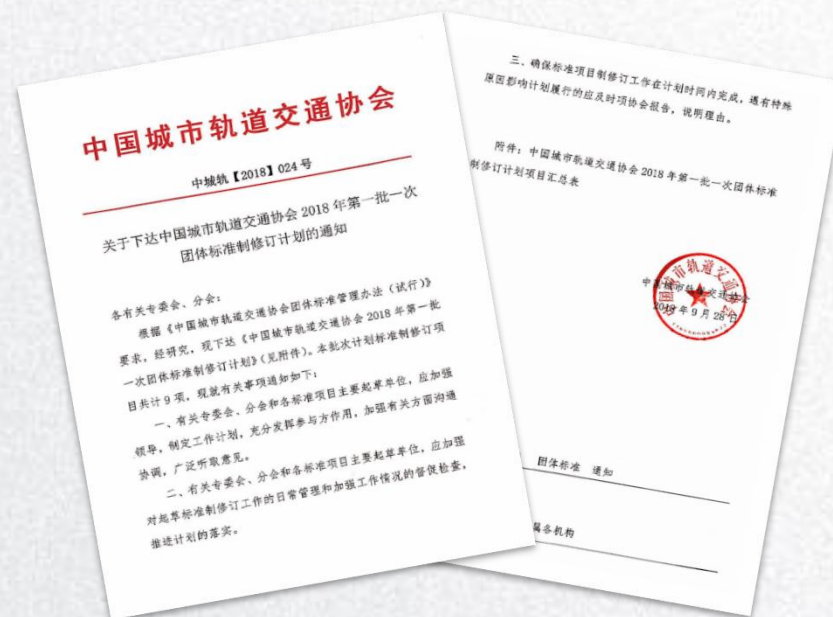 中国城市轨道交通协会
中城轨【2018】024号
关于下达中国城市轨道交通协会2018年第一批一次
团体标准制修订计划的通知
各有关专委会、分会：
根据《中国城市轨道交通协会团体标准管理办法（试行）》
要求，经研究，现下达《中国城市轨道交通协会2018年第一批
一次团体标准制修订计划》（见附件）。本批次计划标准制修订项
目共计9项，现就有关事项通知如下：
一、有关专委会、分会和各标准项目主要起草单位，应加强
领导，制定工作计划，充分发挥参与方作用，加强有关方面沟通
协调，广泛听取意见。
二、有关专委会、分会和各标准项目主要起草单位，应加强
对起草标准制修订工作的日常管理和加强工作情况的督促检查，
推进计划的落实。
三、确保标准项目制修订工作在计划时间内完成，遇有特殊
原因影响计划履行的应及时项协会报告，说明理由。
附件：中国城市轨道交通协会2018年第一批一次团体标准
制修订计划项目汇总表
中国城市轨道交通协会
2018年9月28日
团体标准 通知
属各机构